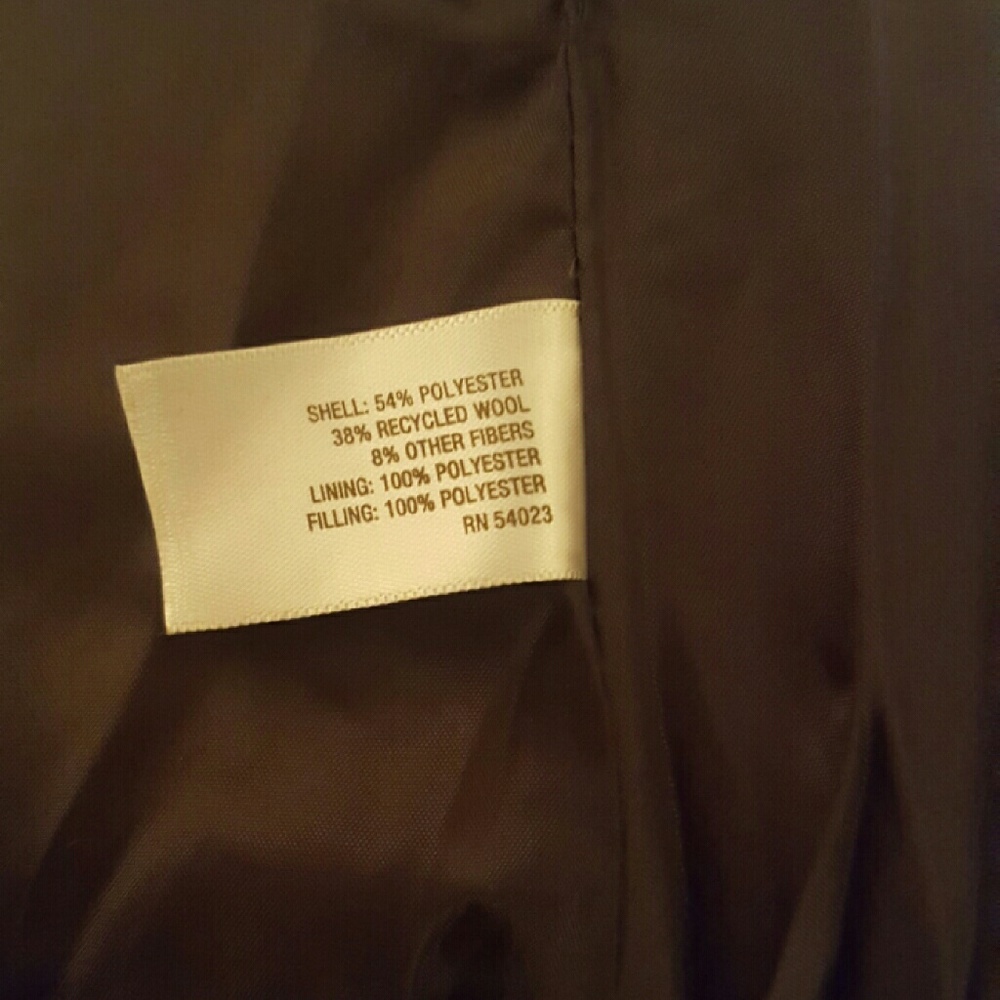 SHELL: 54% POLYESTER
38% RECYCLED WOOL
8% OTHER FIBERS
LINING: 100% POLYESTER
FILLING: 100% POLYESTER
RN 54023